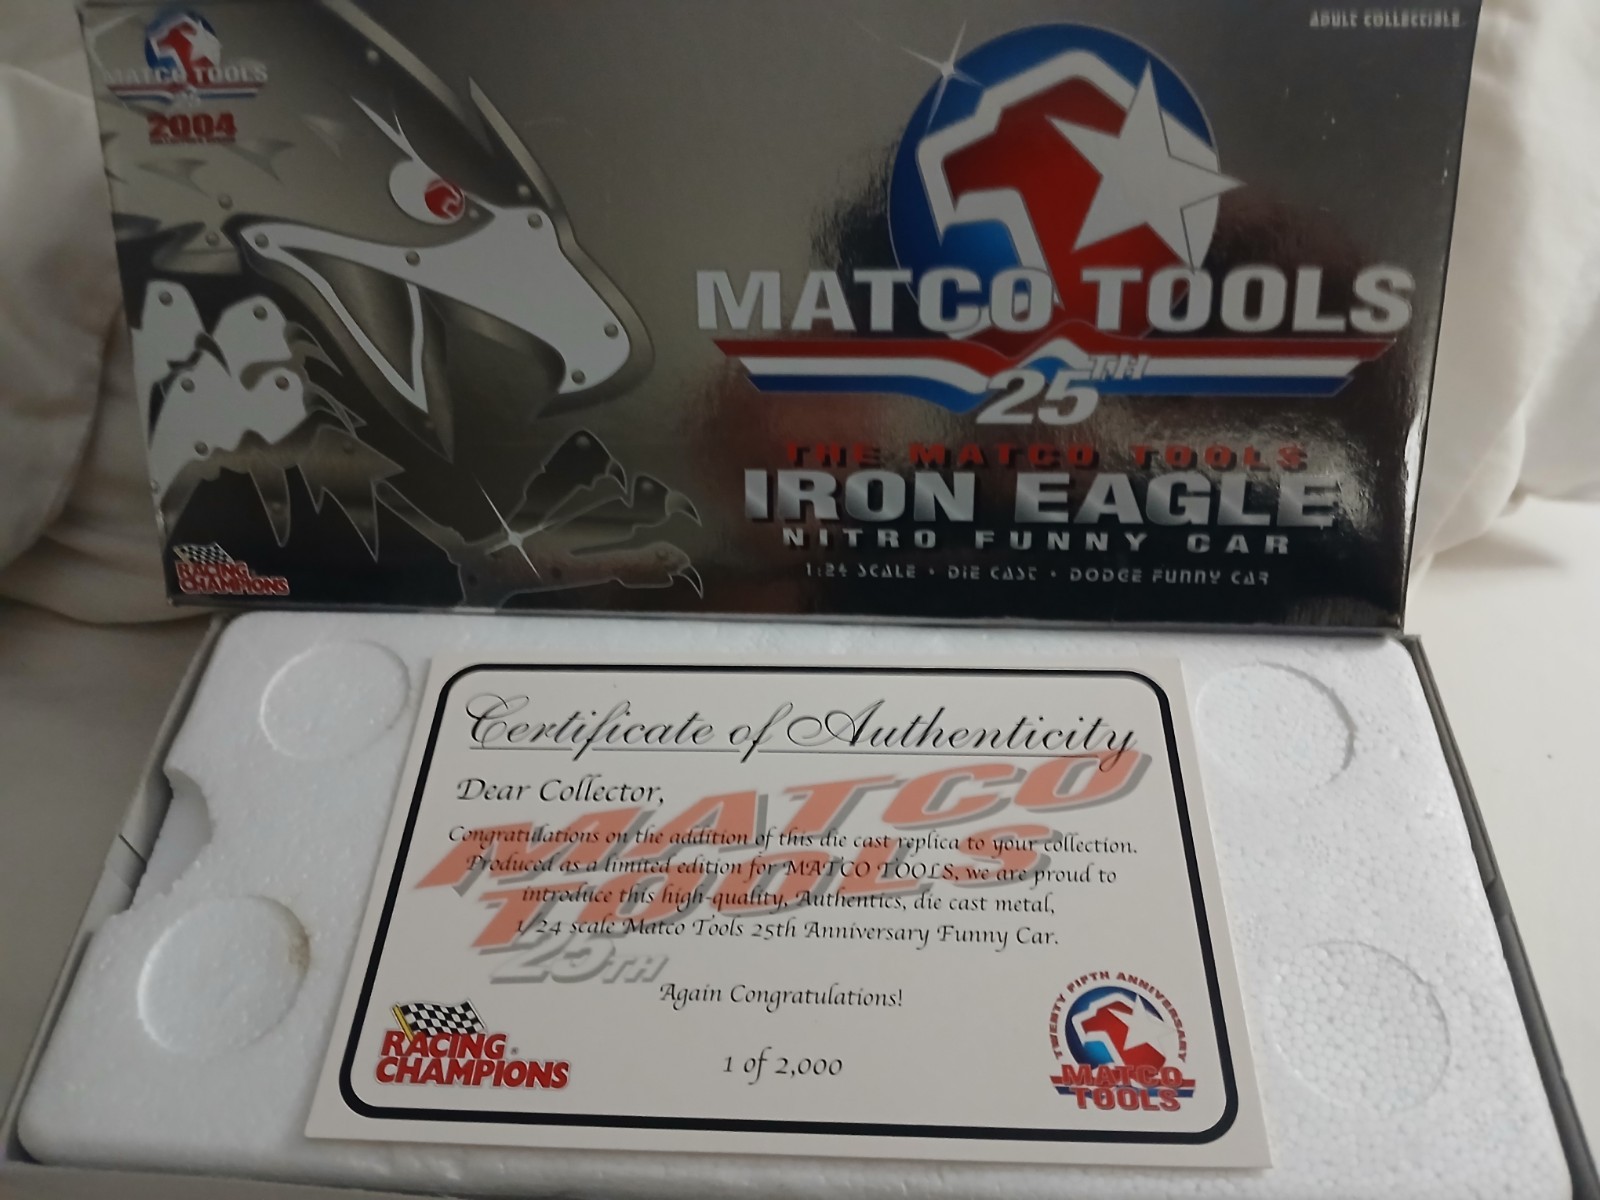 ADULT COLLECTIBLE
MATCO TOOLS
2004
MATCO TOOLS
25TH
THE MATCO TOOLS
IRON EAGLE
NITRO FUNNY CAR
1:24 SCALE • DIE CAST • DODGE FUNNY CAR
RACING
CHAMPIONS
Certificate of Authenticity
Dear Collector,
MATCO
TOOLS
25TH
Congratulations on the addition of this die cast replica to your collection.
Produced as a limited edition for MATCO TOOLS, we are proud to
introduce this high-quality, Authentics, die cast metal,
1/24 scale Matco Tools 25th Anniversary Funny Car.
Again Congratulations!
RACING®
CHAMPIONS
1 of 2,000
TWENTY FIFTH ANNIVERSARY
MATCO
TOOLS